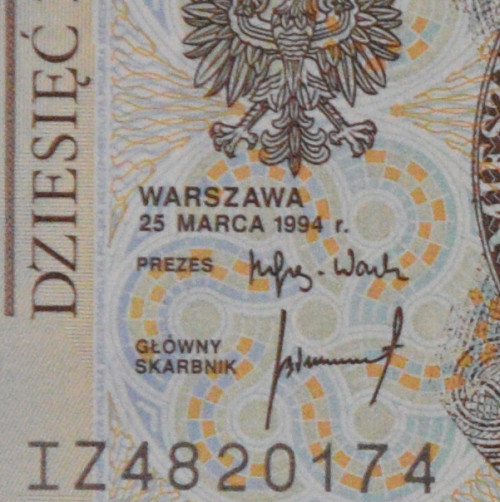 DZIESIĘĆ
WARSZAWA
25 MARCA 1994 r.
PREZES
GŁÓWNY
SKARBNIK
IZ4820174